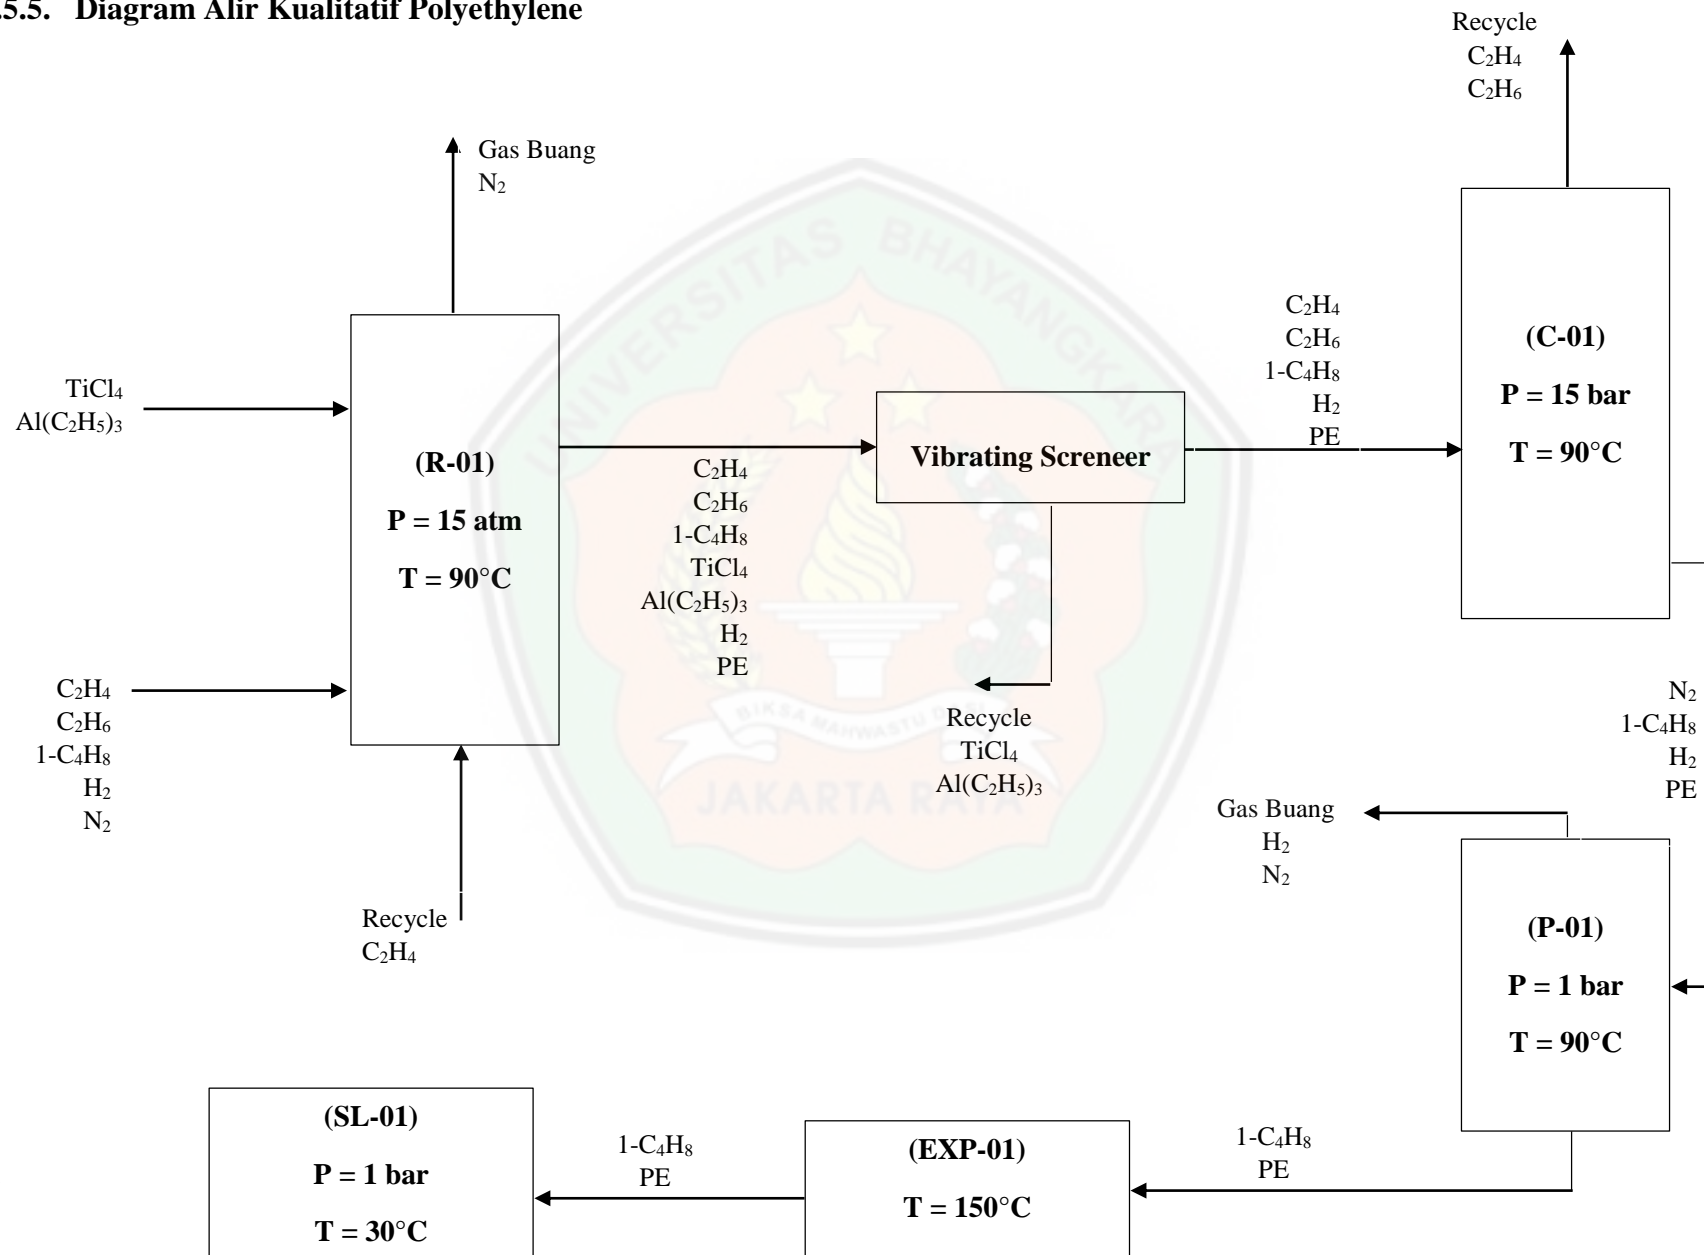 .5.5. Diagram Alir Kualitatif Polyethylene
Recycle
C₂H₄
C₂H₆
Gas Buang
N₂
TiCl₄
Al(C₂H₅)₃
(R-01)
P = 15 atm
T = 90°C
C₂H₄
C₂H₆
1-C₄H₈
H₂
N₂
Recycle
C₂H₄
C₂H₄
C₂H₆
1-C₄H₈
TiCl₄
Al(C₂H₅)₃
H₂
PE
Vibrating Screneer
Recycle
TiCl₄
Al(C₂H₅)₃
C₂H₄
C₂H₆
1-C₄H₈
H₂
PE
(C-01)
P = 15 bar
T = 90°C
N₂
1-C₄H₈
H₂
PE
Gas Buang
H₂
N₂
(P-01)
P = 1 bar
T = 90°C
1-C₄H₈
PE
(EXP-01)
T = 150°C
1-C₄H₈
PE
(SL-01)
P = 1 bar
T = 30°C
UNIVERSITAS BHAYANGKARA
JAKARTA RAYA